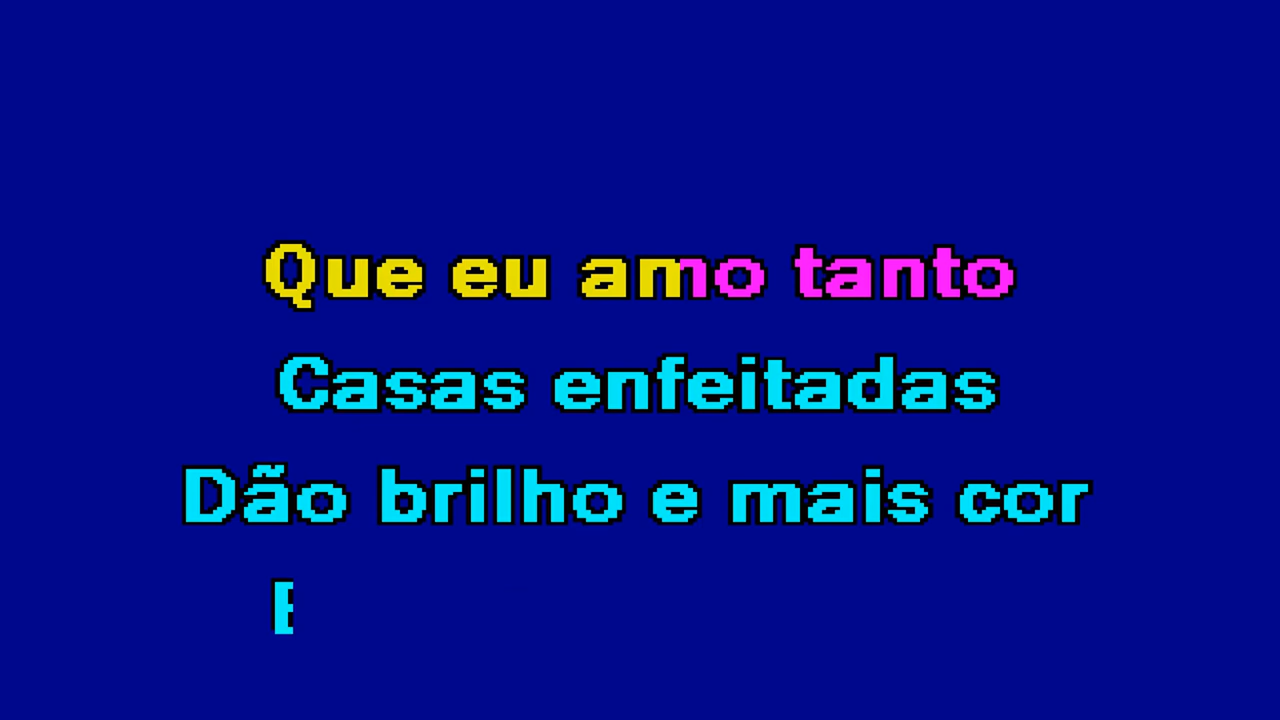 Que eu amo tanto
Casas enfeitadas
Dão brilho e mais cor